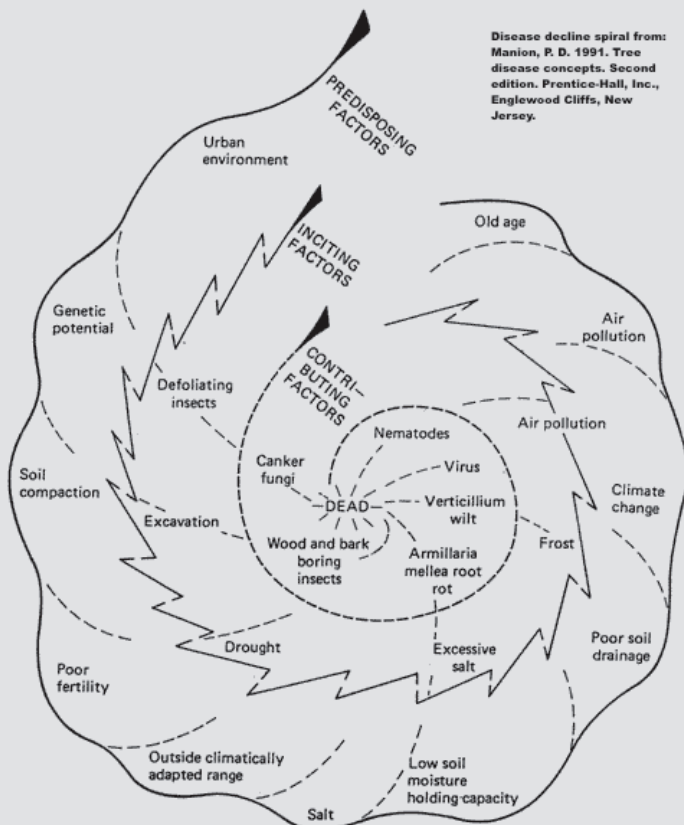 Disease decline spiral from:
Manion, P. D. 1991. Tree
disease concepts. Second
edition. Prentice-Hall, Inc.,
Englewood Cliffs, New
Jersey.
PREDISPOSING
FACTORS
Urban
environment
INCITING
FACTORS
Old age
Genetic
potential
Air
pollution
CONTRI–
BUTING
FACTORS
Defoliating
insects
Air pollution
Nematodes
Canker
fungi
Virus
Soil
compaction
Climate
change
Verticillium
wilt
DEAD
Excavation
Frost
Wood and bark
boring
insects
Armillaria
mellea root
rot
Drought
Excessive
salt
Poor soil
drainage
Poor
fertility
Outside climatically
adapted range
Low soil
moisture
holding-capacity
Salt